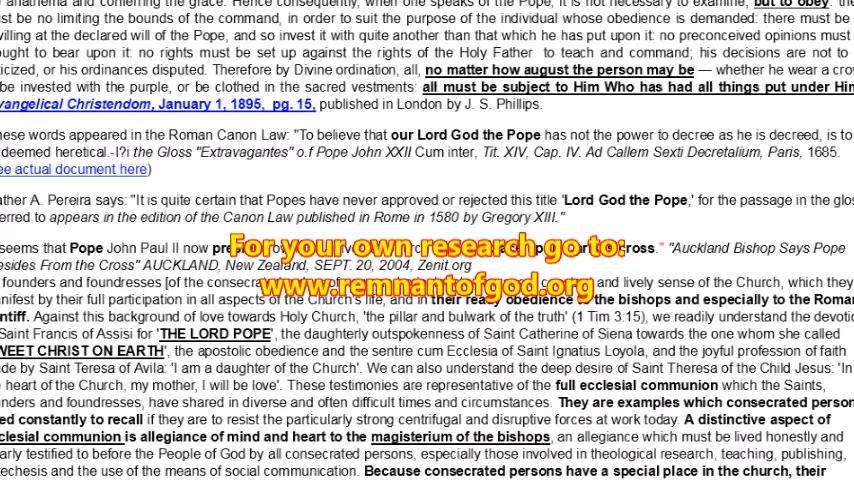 anathema and conferring the grace. Hence consequently, when one speaks of the Pope, it is not necessary to examine, but to obey: the
st be no limiting the bounds of the command, in order to suit the purpose of the individual whose obedience is demanded: there must be
villing at the declared will of the Pope, and so invest it with quite another than that which he has put upon it: no preconceived opinions must
ought to bear upon it: no rights must be set up against the rights of the Holy Father to teach and command; his decisions are not to
icized, or his ordinances disputed. Therefore by Divine ordination, all, no matter how august the person may be — whether he wear a cro
be invested with the purple, or be clothed in the sacred vestments: all must be subject to Him Who has had all things put under Him
vangelical Christendom, January 1, 1895, pg. 15, published in London by J. S. Phillips.
hese words appeared in the Roman Canon Law: "To believe that our Lord God the Pope has not the power to decree as he is decreed, is to
deemed heretical.-I?i the Gloss "Extravagantes" o.f Pope John XXII Cum inter, Tit. XIV, Cap. IV. Ad Callem Sexti Decretalium, Paris, 1685.
ee actual document here)
ather A. Pereira says: "It is quite certain that Popes have never approved or rejected this title 'Lord God the Pope,' for the passage in the glos
erred to appears in the edition of the Canon Law published in Rome in 1580 by Gregory XIII."
seems that Pope John Paul II now cross." "Auckland Bishop Says Pope
For your own research go to:
esides From the Cross" AUCKLAND, New Zealand, SEPT. 20, 2004, Zenit.org
www.remnantofgod.org
founders and foundresses [of the and lively sense of the Church, which they
anifest by their full participation in all aspects of the Church's life, and in their ready obedience to the bishops and especially to the Roman
ntiff. Against this background of love towards Holy Church, 'the pillar and bulwark of the truth' (1 Tim 3:15), we readily understand the devotio
Saint Francis of Assisi for 'THE LORD POPE', the daughterly outspokenness of Saint Catherine of Siena towards the one whom she called
WEET CHRIST ON EARTH', the apostolic obedience and the sentire cum Ecclesia of Saint Ignatius Loyola, and the joyful profession of faith
de by Saint Teresa of Avila: 'I am a daughter of the Church'. We can also understand the deep desire of Saint Theresa of the Child Jesus: 'In
e heart of the Church, my mother, I will be love'. These testimonies are representative of the full ecclesial communion which the Saints,
nders and foundresses, have shared in diverse and often difficult times and circumstances. They are examples which consecrated person
ed constantly to recall if they are to resist the particularly strong centrifugal and disruptive forces at work today. A distinctive aspect of
clesial communion is allegiance of mind and heart to the magisterium of the bishops, an allegiance which must be lived honestly and
arly testified to before the People of God by all consecrated persons, especially those involved in theological research, teaching, publishing,
techesis and the use of the means of social communication. Because consecrated persons have a special place in the church, their